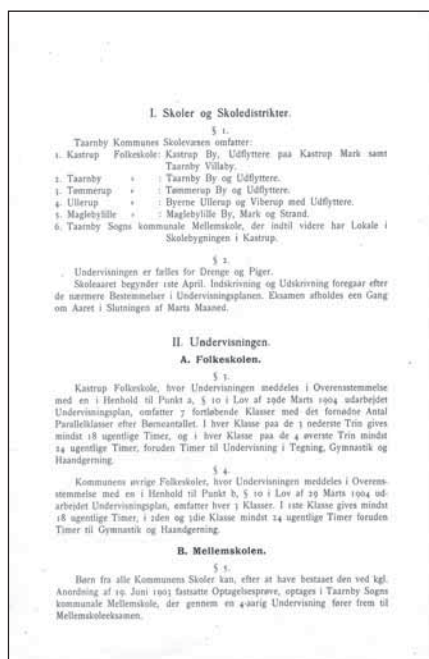 I. Skoler og Skoledistrikter.
§ 1.
Taarnby Kommunes Skolevæsen omfatter:
1. Kastrup Folkeskole: Kastrup By, Udflyttere paa Kastrup Mark samt
Taarnby Villaby.
2. Taarnby » : Taarnby By og Udflyttere.
3. Tømmerup » : Tømmerup By og Udflyttere.
4. Ullerup » : Byerne Ullerup og Viberup med Udflyttere.
5. Maglebylille » : Maglebylille By, Mark og Strand.
6. Taarnby Sogns kommunale Mellemskole, der indtil videre har Lokale i
Skolebygningen i Kastrup.
§ 2.
Undervisningen er fælles for Drenge og Piger.
Skoleaaret begynder 1ste April. Indskrivning og Udskrivning foregaar efter
de nærmere Bestemmelser i Undervisningsplanen. Eksamen afholdes een Gang
om Aaret i Slutningen af Marts Maaned.
II. Undervisningen.
A. Folkeskolen.
§ 3.
Kastrup Folkeskole, hvor Undervisningen meddeles i Overensstemmelse
med en i Henhold til Punkt a, § 10 i Lov af 29de Marts 1904 udarbejdet
Undervisningsplan, omfatter 7 fortløbende Klasser med det fornødne Antal
Parallelklasser efter Børneantallet. I hver Klasse paa de 3 nederste Trin gives
mindst 18 ugentlige Timer, og i hver Klasse paa de 4 øverste Trin mindst
24 ugentlige Timer, foruden Timer til Undervisning i Tegning, Gymnastik og
Haandgerning.
§ 4.
Kommunens øvrige Folkeskoler, hvor Undervisningen meddeles i Overens-
stemmelse med en i Henhold til Punkt b, § 10 i Lov af 29 Marts 1904 ud-
arbejdet Undervisningsplan, omfatter hver 3 Klasser. I 1ste Klasse gives mindst
18 ugentlige Timer, i 2den og 3die Klasse mindst 24 ugentlige Timer foruden
Timer til Gymnastik og Haandgerning.
B. Mellemskolen.
§ 5.
Børn fra alle Kommunens Skoler kan, efter at have bestaaet den ved kgl.
Anordning af 19. Juni 1903 fastsatte Optagelsesprøve, optages i Taarnby Sogns
kommunale Mellemskole, der gennem en 4-aarig Undervisning fører frem til
Mellemskoleeksamen.